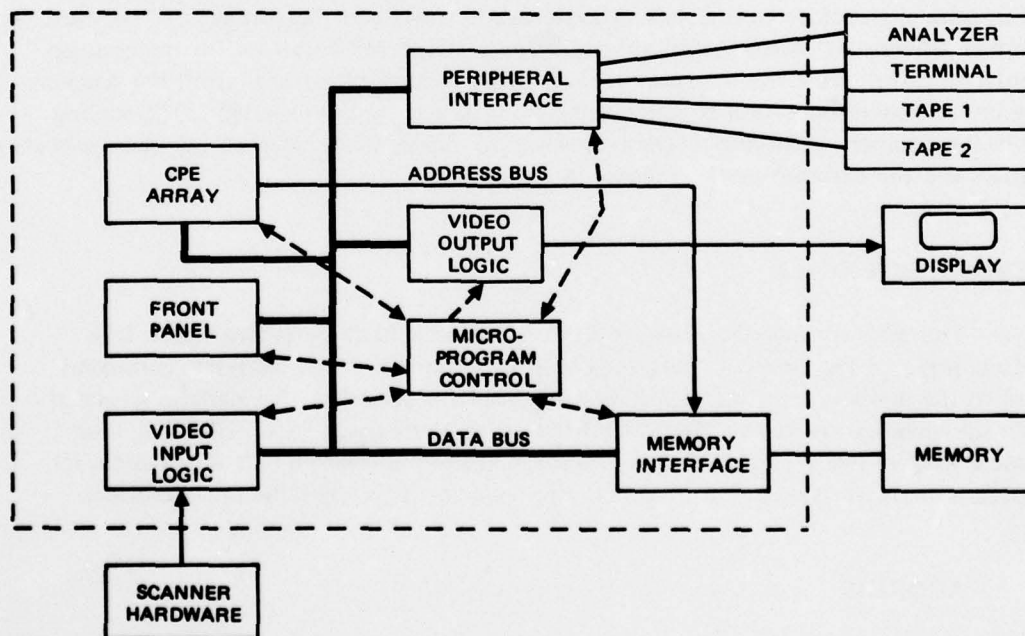 ANALYZER
PERIPHERAL
INTERFACE
TERMINAL
TAPE 1
TAPE 2
CPE
ARRAY
ADDRESS BUS
VIDEO
OUTPUT
LOGIC
DISPLAY
FRONT
PANEL
MICRO-
PROGRAM
CONTROL
VIDEO
INPUT
LOGIC
DATA BUS
MEMORY
INTERFACE
MEMORY
SCANNER
HARDWARE